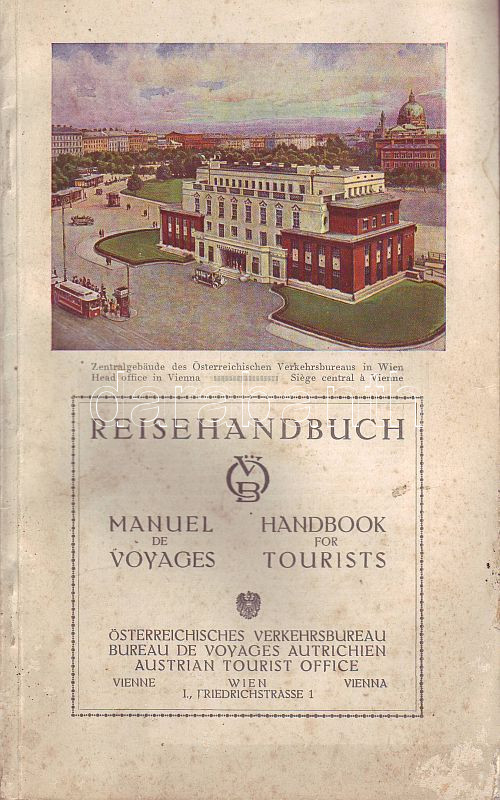 Zentralgebäude des Österreichischen Verkehrsbureaus in Wien
Head office in Vienna Siège central à Vienne
darabanth
REISEHANDBUCH
ÖVB
MANUEL HANDBOOK
DE FOR
VOYAGES TOURISTS
ÖSTERREICHISCHES VERKEHRSBUREAU
BUREAU DE VOYAGES AUTRICHIEN
AUSTRIAN TOURIST OFFICE
VIENNE WIEN VIENNA
I., FRIEDRICHSTRASSE 1